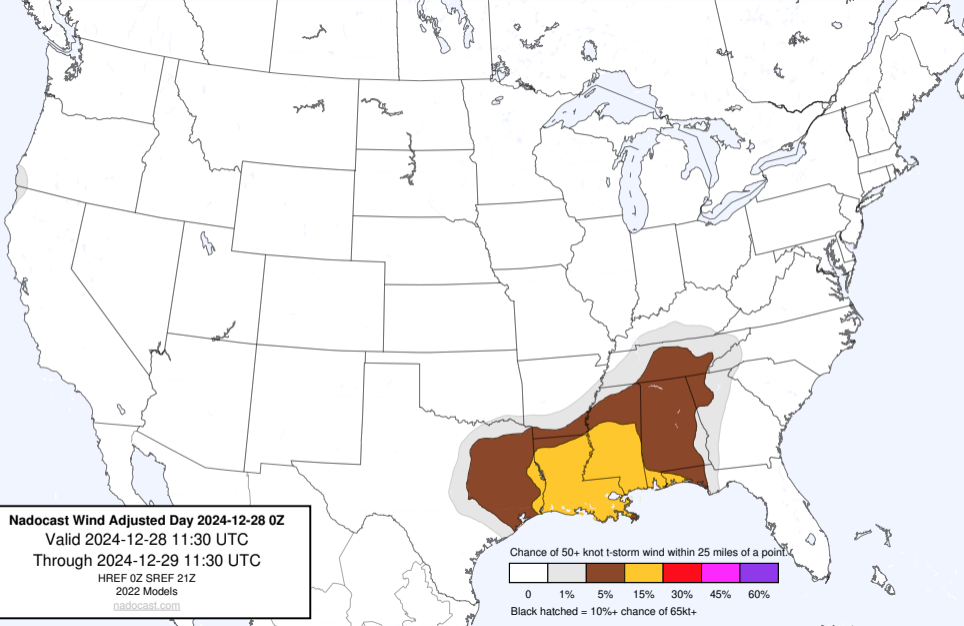 Nadocast Wind Adjusted Day 2024-12-28 0Z
Valid 2024-12-28 11:30 UTC
Through 2024-12-29 11:30 UTC
HREF 0Z SREF 21Z
2022 Models
nadocast.com
Chance of 50+ knot t-storm wind within 25 miles of a point.
0 1% 5% 15% 30% 45% 60%
Black hatched = 10%+ chance of 65kt+